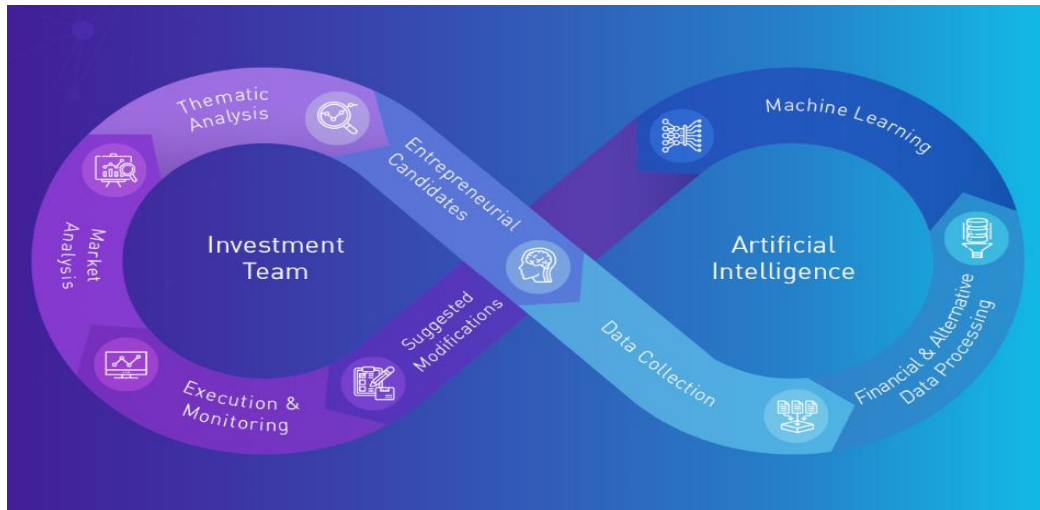 Thematic
Analysis
Entrepreneurial
Candidates
Machine Learning
Market
Analysis
Investment
Team
Artificial
Intelligence
Suggested
Modifications
Data Collection
Financial & Alternative
Data Processing
Execution &
Monitoring